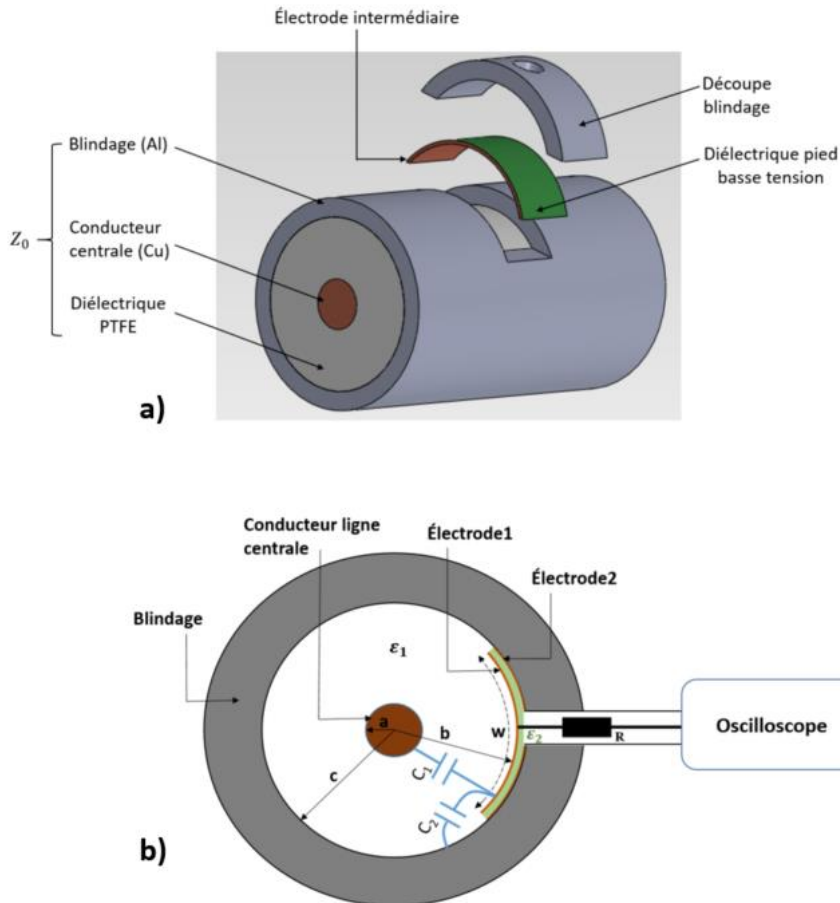 Électrode intermédiaire
Découpe
blindage
Blindage (Al)
Diélectrique pied
basse tension
Z₀
Conducteur
centrale (Cu)
Diélectrique
PTFE
a)
Conducteur ligne
centrale
Électrode1
Électrode2
Blindage
ε₁
a
b
w
ε₂
R
Oscilloscope
c
C₁
C₂
b)